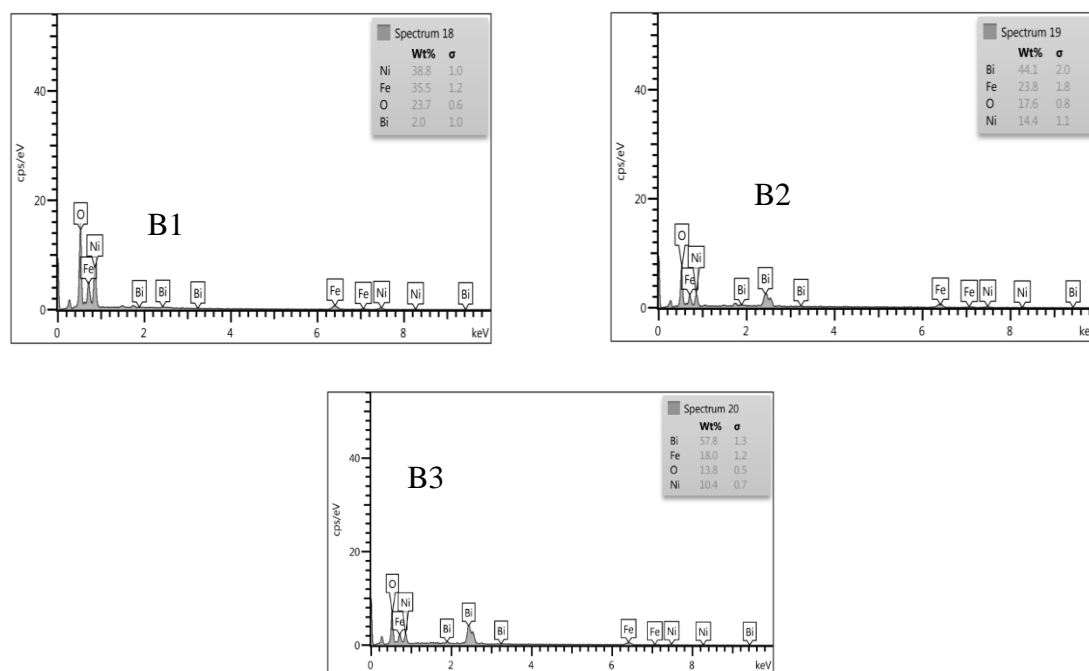 Spectrum 18
Wt% σ
Ni 38.8 1.0
Fe 35.5 1.2
O 23.7 0.6
Bi 2.0 1.0
cps/eV
40
20
0
B1
O
Ni
Fe
Bi Bi Bi Fe Fe Ni Ni Bi
0 2 4 6 8 keV
Spectrum 19
Wt% σ
Bi 44.1 2.0
Fe 23.8 1.8
O 17.6 0.8
Ni 14.4 1.1
cps/eV
40
20
0
B2
O
Ni
Fe
Bi Bi Bi Fe Fe Ni Ni Bi
0 2 4 6 8 keV
Spectrum 20
Wt% σ
Bi 57.8 1.3
Fe 18.0 1.2
O 13.8 0.5
Ni 10.4 0.7
cps/eV
40
20
0
B3
O
Ni
Fe
Bi Bi Bi Fe Fe Ni Ni Bi
0 2 4 6 8 keV